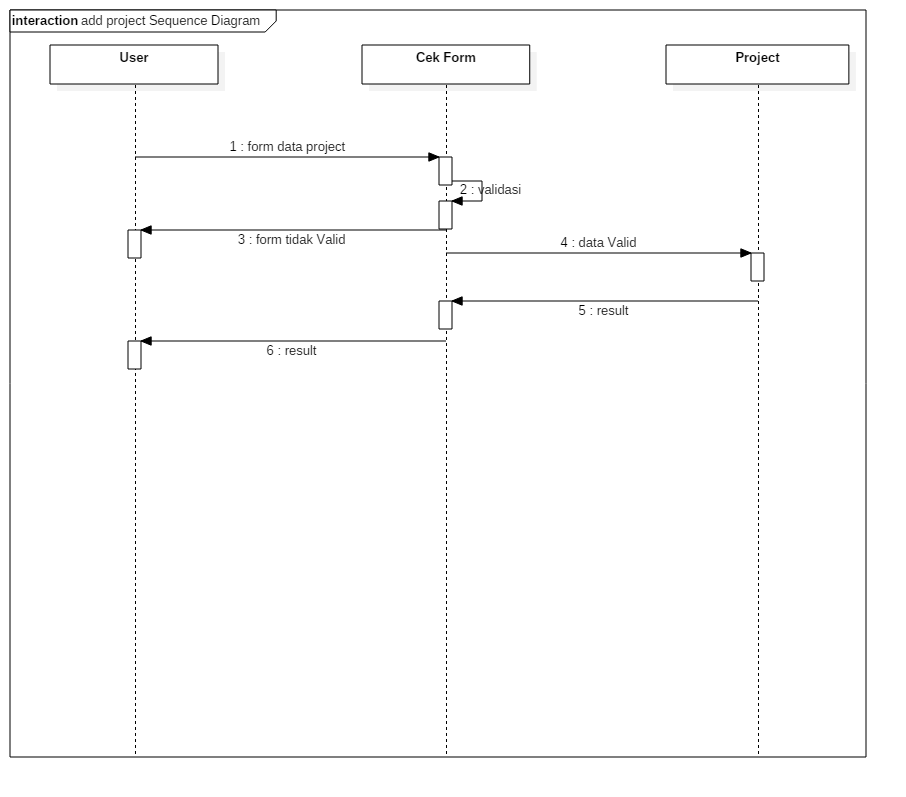 interaction add project Sequence Diagram
User
Cek Form
Project
1 : form data project
2 : validasi
3 : form tidak Valid
4 : data Valid
5 : result
6 : result